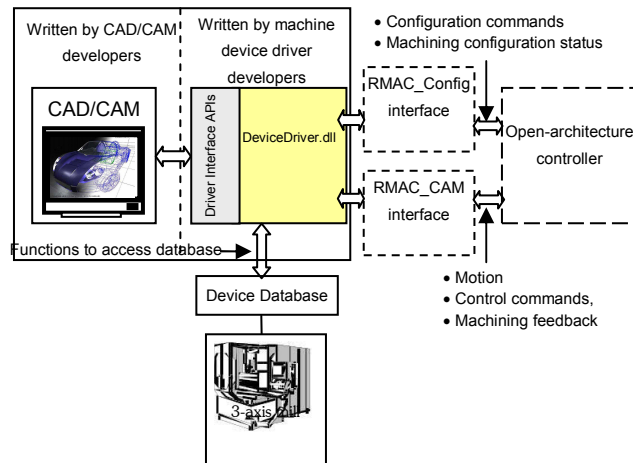 Written by CAD/CAM
developers
Written by machine
device driver
developers
• Configuration commands
• Machining configuration status
CAD/CAM
Driver Interface APIs
DeviceDriver.dll
RMAC_Config
interface
Open-architecture
controller
RMAC_CAM
interface
Functions to access database
• Motion
• Control commands,
• Machining feedback
Device Database
3-axis mill